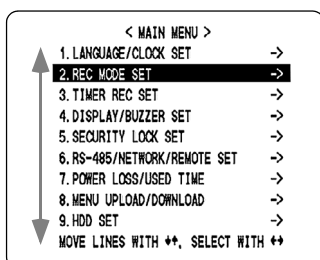 < MAIN MENU >
1. LANGUAGE/CLOCK SET ->
2. REC MODE SET ->
3. TIMER REC SET ->
4. DISPLAY/BUZZER SET ->
5. SECURITY LOCK SET ->
6. RS-485/NETWORK/REMOTE SET ->
7. POWER LOSS/USED TIME ->
8. MENU UPLOAD/DOWNLOAD ->
9. HDD SET ->
MOVE LINES WITH ↓↑, SELECT WITH ↔